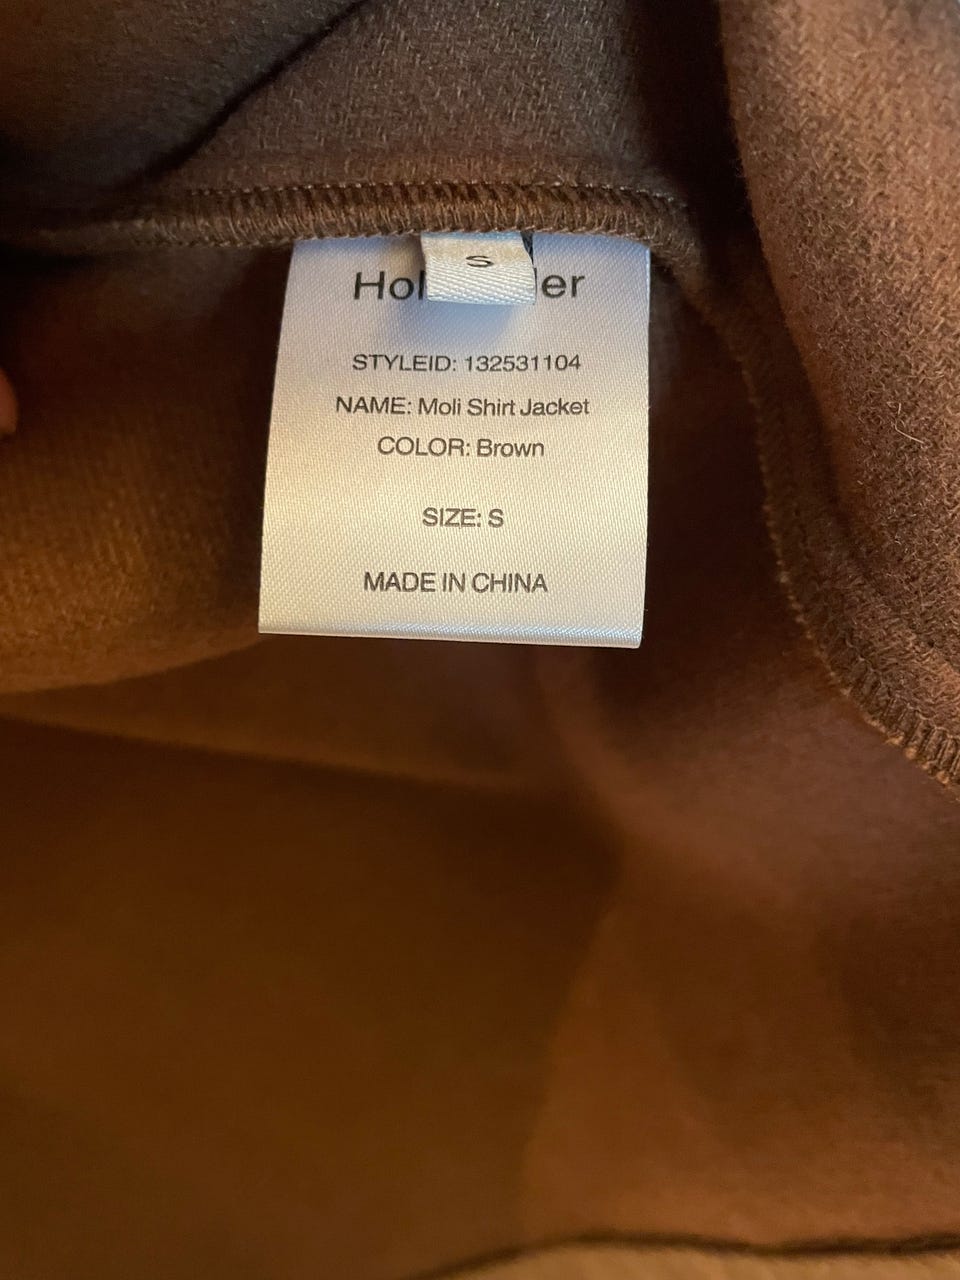 S
STYLEID: 132531104
NAME: Moli Shirt Jacket
COLOR: Brown
SIZE: S
MADE IN CHINA